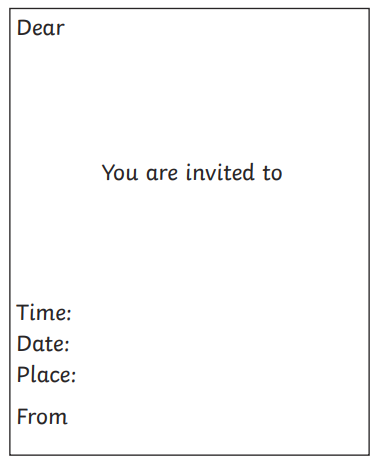 Dear
You are invited to
Time:
Date:
Place:
From